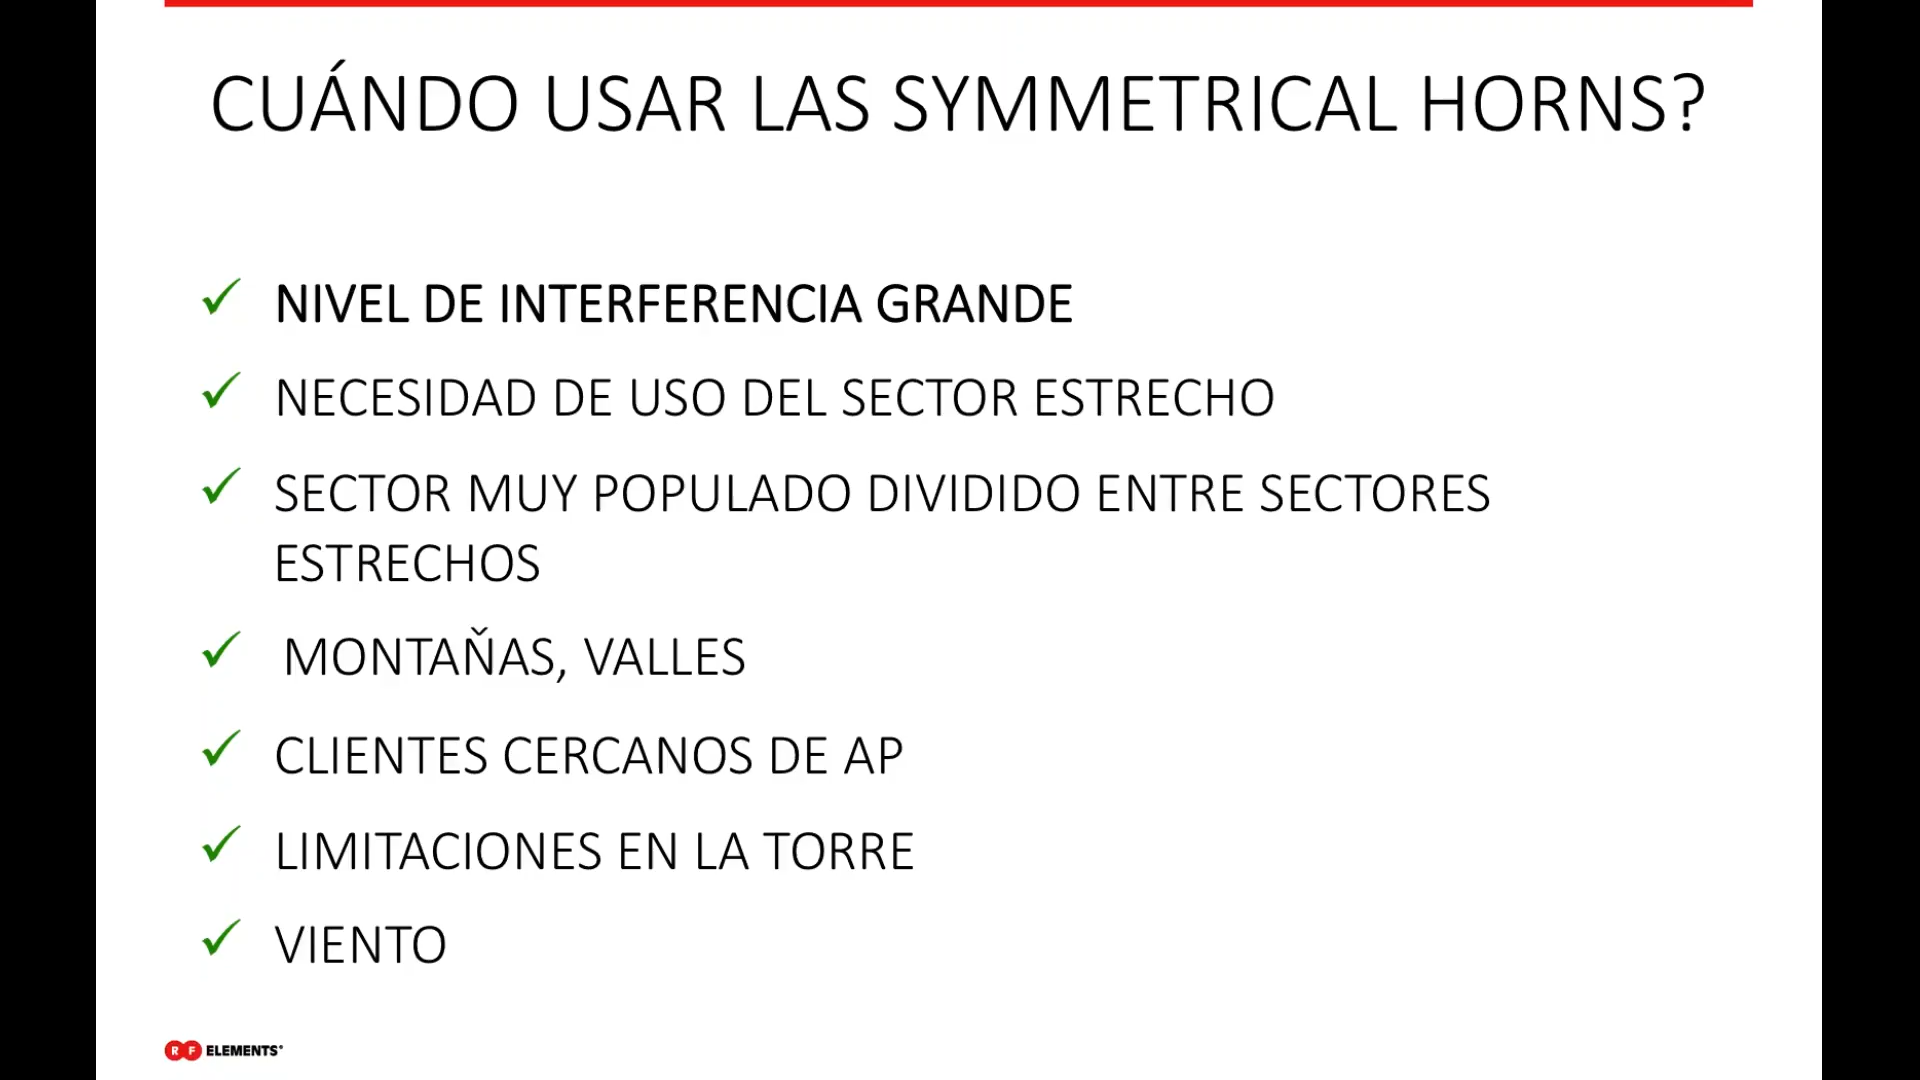 CUÁNDO USAR LAS SYMMETRICAL HORNS?
NIVEL DE INTERFERENCIA GRANDE
NECESIDAD DE USO DEL SECTOR ESTRECHO
SECTOR MUY POPULADO DIVIDIDO ENTRE SECTORES
ESTRECHOS
MONTAŇAS, VALLES
CLIENTES CERCANOS DE AP
LIMITACIONES EN LA TORRE
VIENTO
RF ELEMENTS®